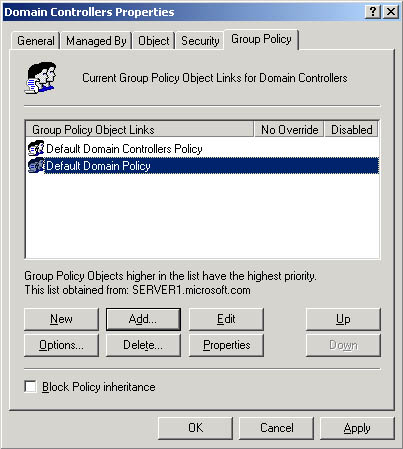 Domain Controllers Properties
General Managed By Object Security Group Policy
Current Group Policy Object Links for Domain Controllers
Group Policy Object Links No Override Disabled
Default Domain Controllers Policy
Default Domain Policy
Group Policy Objects higher in the list have the highest priority.
This list obtained from: SERVER1.microsoft.com
New Add... Edit Up
Options... Delete... Properties Down
Block Policy inheritance
OK Cancel Apply